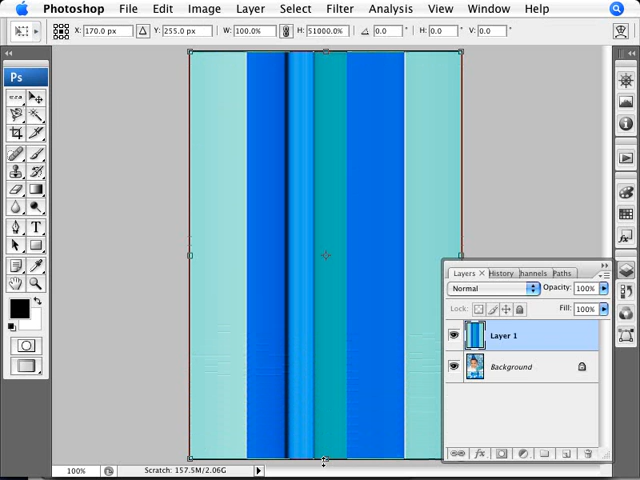 Photoshop File Edit Image Layer Select Filter Analysis View Window Help
X: 170.0 px Y: 255.0 px W: 100.0% H: 51000.0% 0.0 ° H: 0.0 ° V: 0.0 °
Ps
Layers × History hannels Paths
Normal Opacity: 100%
Lock: Fill: 100%
Layer 1
Background
fx
100% Scratch: 157.5M/2.06G